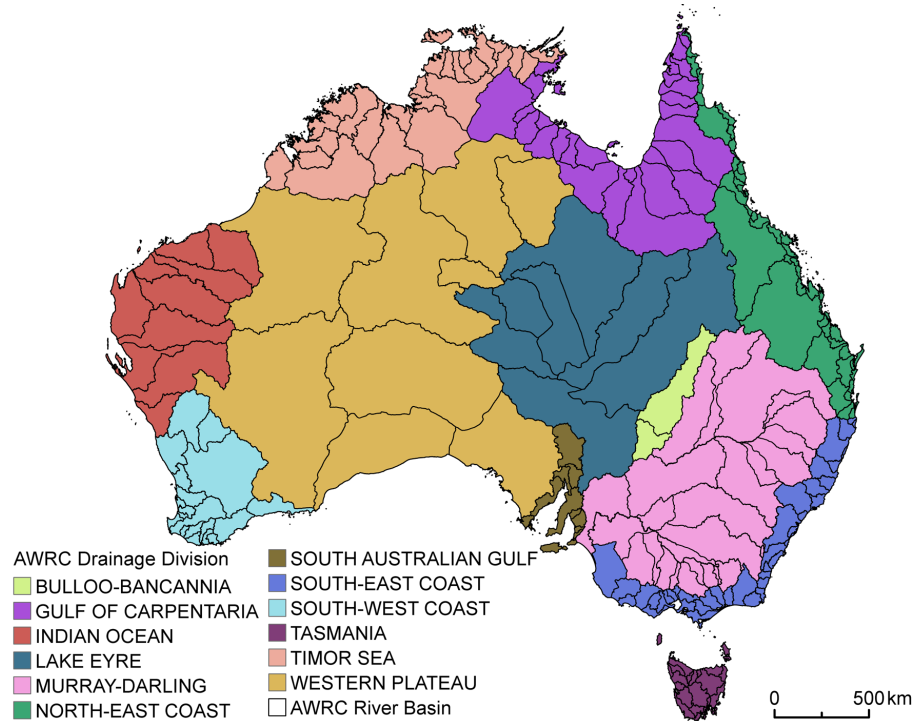 AWRC Drainage Division
BULLOO-BANCANNIA
GULF OF CARPENTARIA
INDIAN OCEAN
LAKE EYRE
MURRAY-DARLING
NORTH-EAST COAST
SOUTH AUSTRALIAN GULF
SOUTH-EAST COAST
SOUTH-WEST COAST
TASMANIA
TIMOR SEA
WESTERN PLATEAU
AWRC River Basin
0 500 km